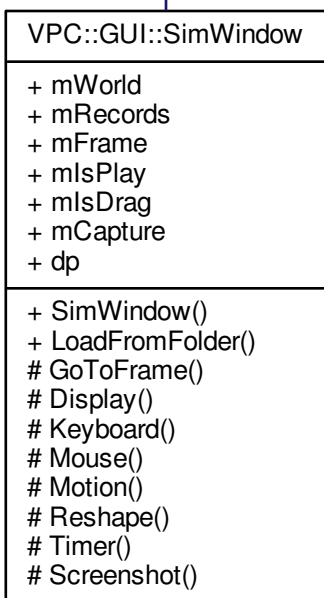 VPC::GUI::SimWindow
+ mWorld
+ mRecords
+ mFrame
+ mIsPlay
+ mIsDrag
+ mCapture
+ dp
+ SimWindow()
+ LoadFromFolder()
# GoToFrame()
# Display()
# Keyboard()
# Mouse()
# Motion()
# Reshape()
# Timer()
# Screenshot()